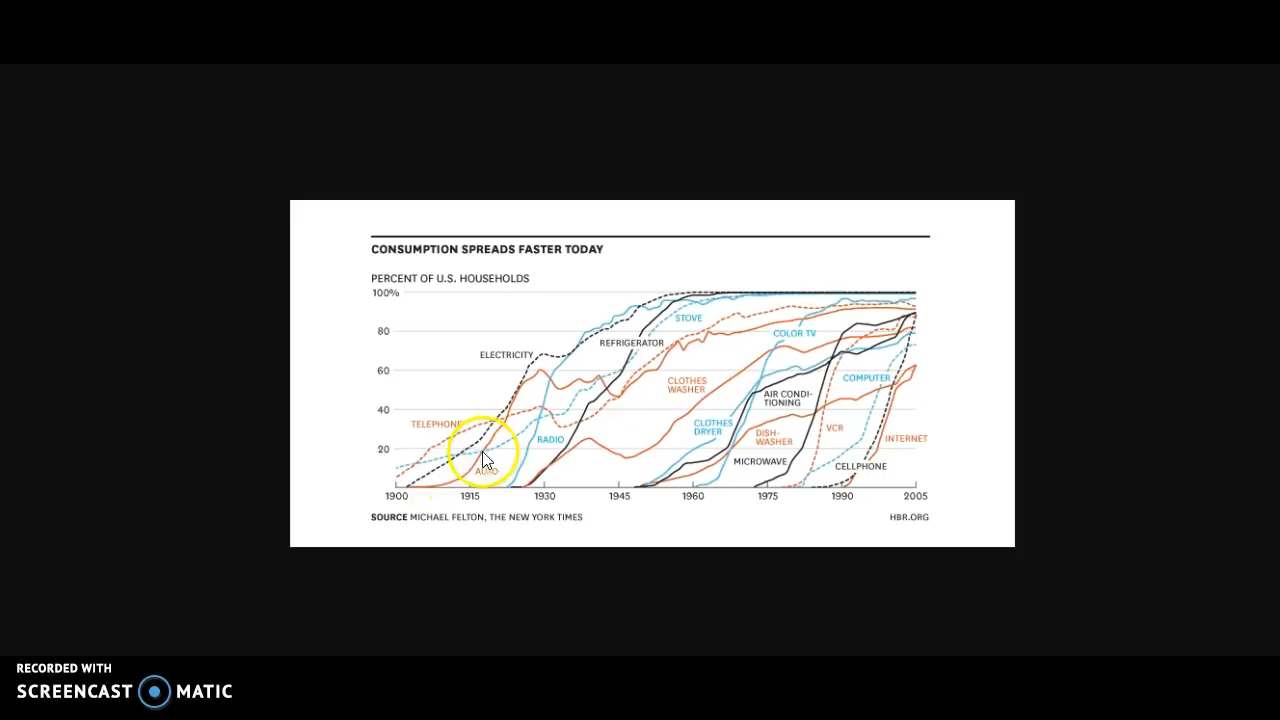 CONSUMPTION SPREADS FASTER TODAY
PERCENT OF U.S. HOUSEHOLDS
100%
80
60
40
20
STOVE
COLOR TV
REFRIGERATOR
ELECTRICITY
CLOTHES
WASHER
COMPUTER
AIR CONDI-
TIONING
TELEPHONE
CLOTHES
DRYER
VCR
DISH-
WASHER
RADIO
INTERNET
MICROWAVE
CELLPHONE
AUTO
1900 1915 1930 1945 1960 1975 1990 2005
SOURCE MICHAEL FELTON, THE NEW YORK TIMES
HBR.ORG
RECORDED WITH
SCREENCAST MATIC